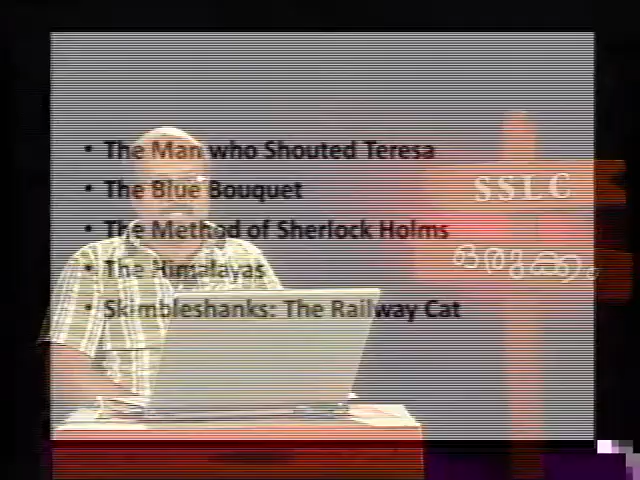 • The Man who Shouted Teresa
• The Blue Bouquet
• The Method of Sherlock Holms
• The Himalayas
• Skimbleshanks: The Railway Cat
SSLC
ഒരുക്കം